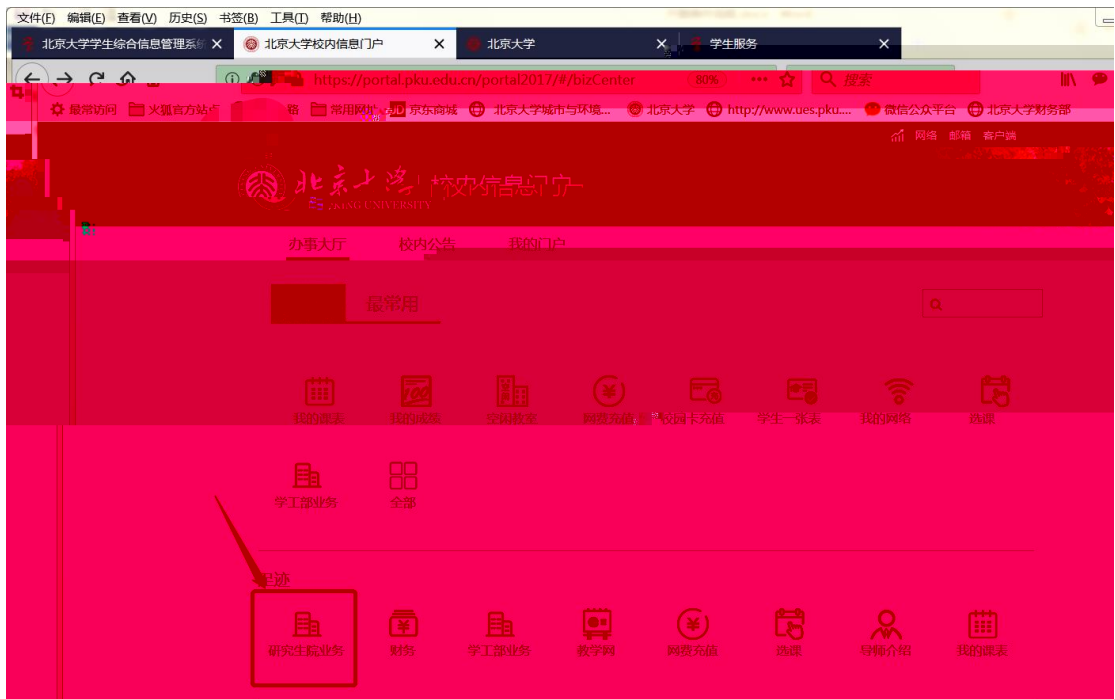 文件(F) 编辑(E) 查看(V) 历史(S) 书签(B) 工具(T) 帮助(H)
北京大学学生综合信息管理系统 北京大学校内信息门户 北京大学 学生服务
https://portal.pku.edu.cn/portal2017/#/bizCenter 80% 搜索
最常访问 火狐官方站点 常用网址 京东商城 北京大学城市与环境... 北京大学 http://www.ues.pku.... 微信公众平台 北京大学财务部
网络 邮箱 客户端
北京大学 校内信息门户
UNIVERSITY
办事大厅 校内公告 我的门户
最常用
我的课表 我的成绩 空闲教室 网费充值 校园卡充值 学生一张表 我的网络 选课
学工部业务 全部
足迹
研究生院业务 财务 学工部业务 教学网 网费充值 选课 导师介绍 我的课表